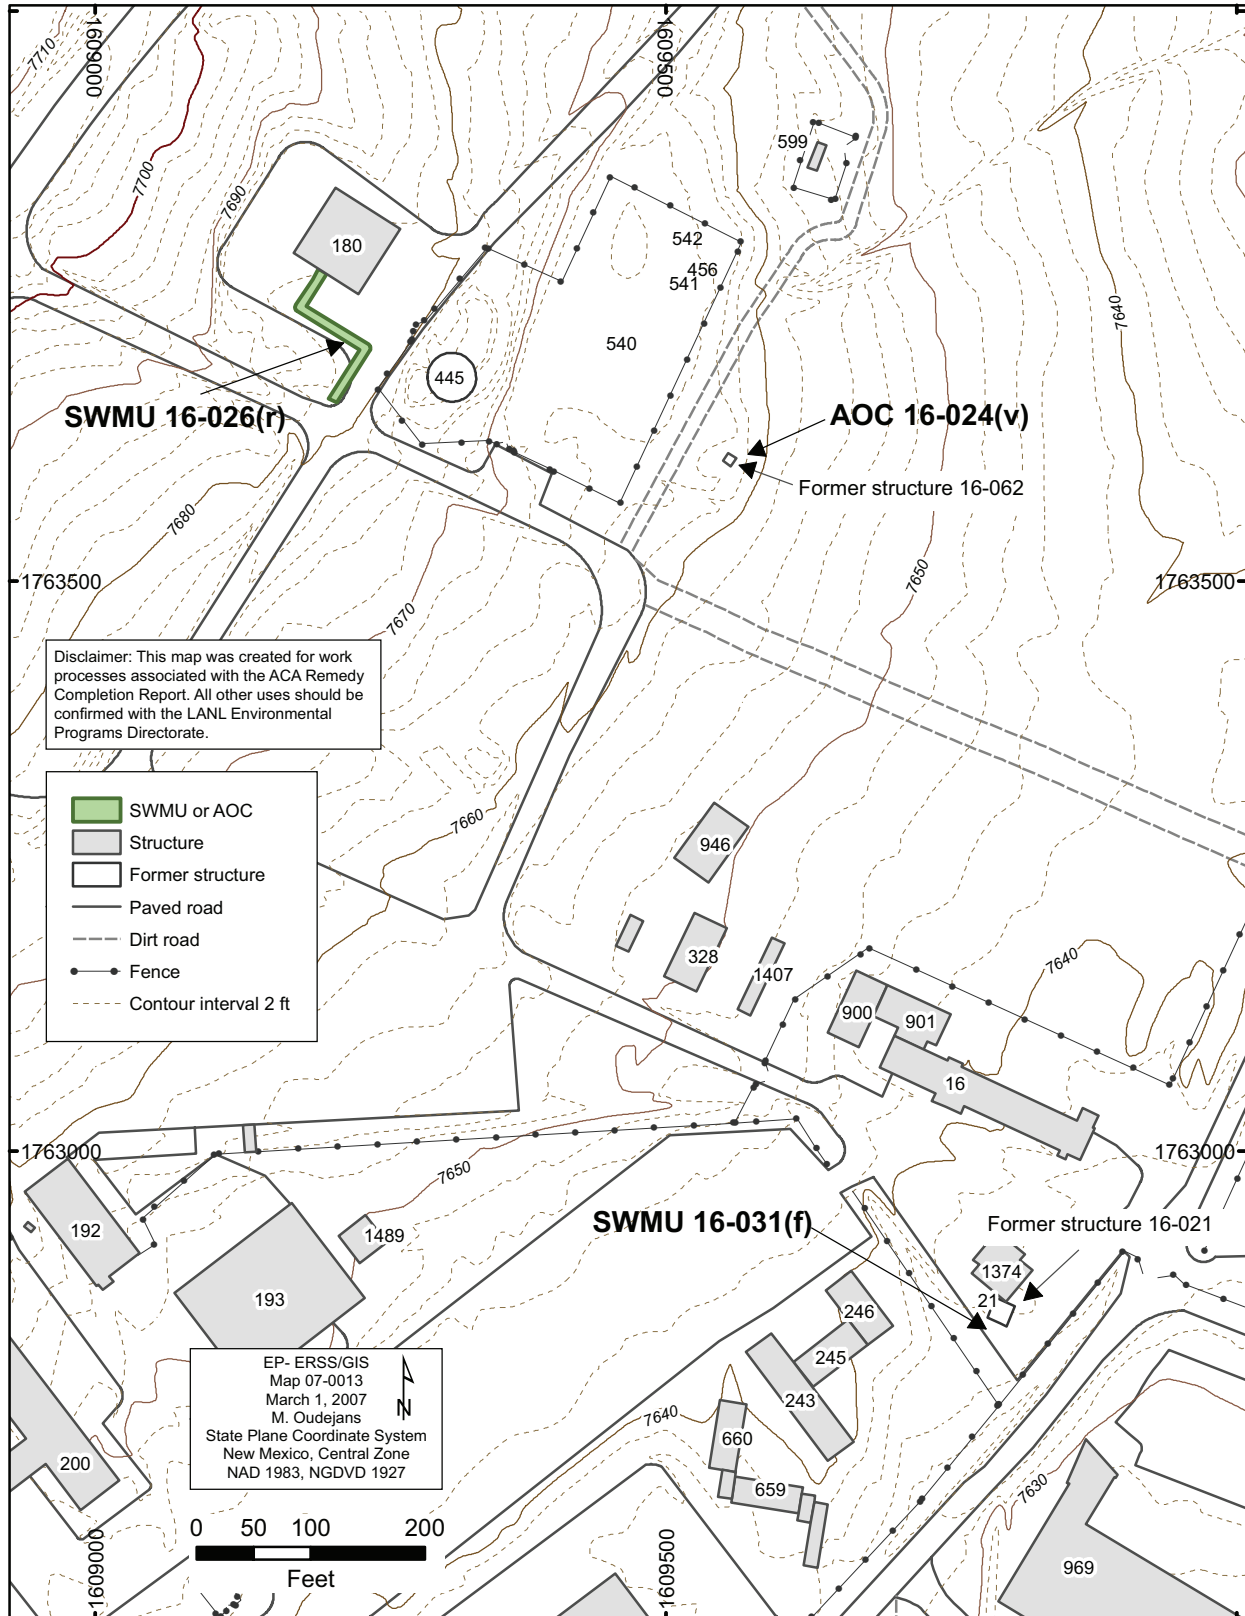 1609000
1609500
7710
7700
7690
599
180
542
456
541
540
7640
445
SWMU 16-026(r)
AOC 16-024(v)
Former structure 16-062
7680
1763500
1763500
7650
7670
Disclaimer: This map was created for work
processes associated with the ACA Remedy
Completion Report. All other uses should be
confirmed with the LANL Environmental
Programs Directorate.
SWMU or AOC
Structure
Former structure
Paved road
Dirt road
Fence
Contour interval 2 ft
7660
946
328
1407
7640
900
901
16
1763000
1763000
7650
192
1489
193
SWMU 16-031(f)
Former structure 16-021
1374
21
246
245
243
EP- ERSS/GIS
Map 07-0013
March 1, 2007
M. Oudejans
State Plane Coordinate System
New Mexico, Central Zone
NAD 1983, NGDVD 1927
N
7640
660
659
200
7630
969
0 50 100 200
Feet
1609000
1609500